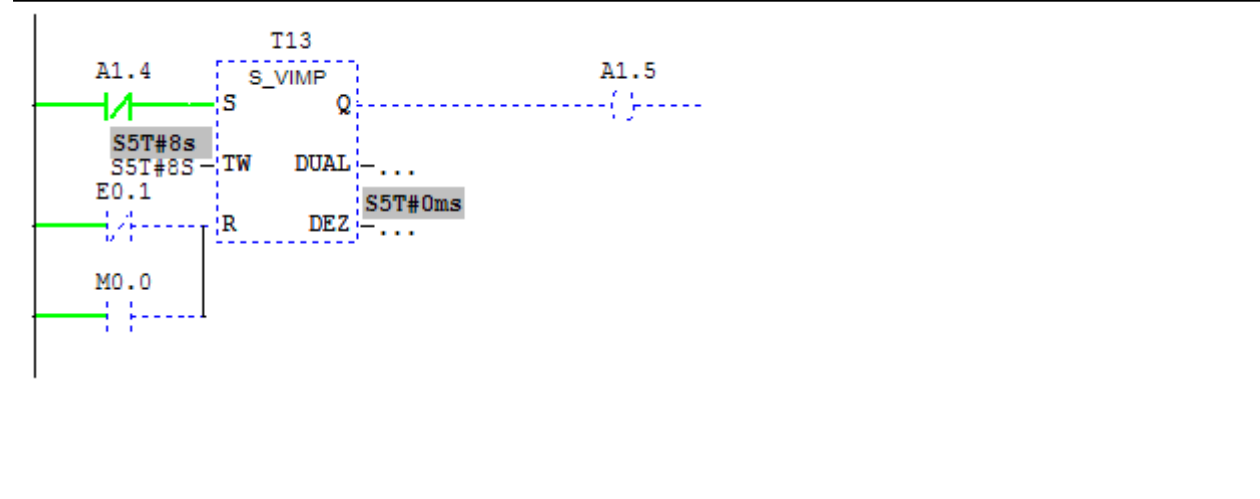 T13
A1.4
S_VIMP
A1.5
S
Q
S5T#8s
S5T#8S
TW
DUAL
...
E0.1
S5T#0ms
R
DEZ
...
M0.0